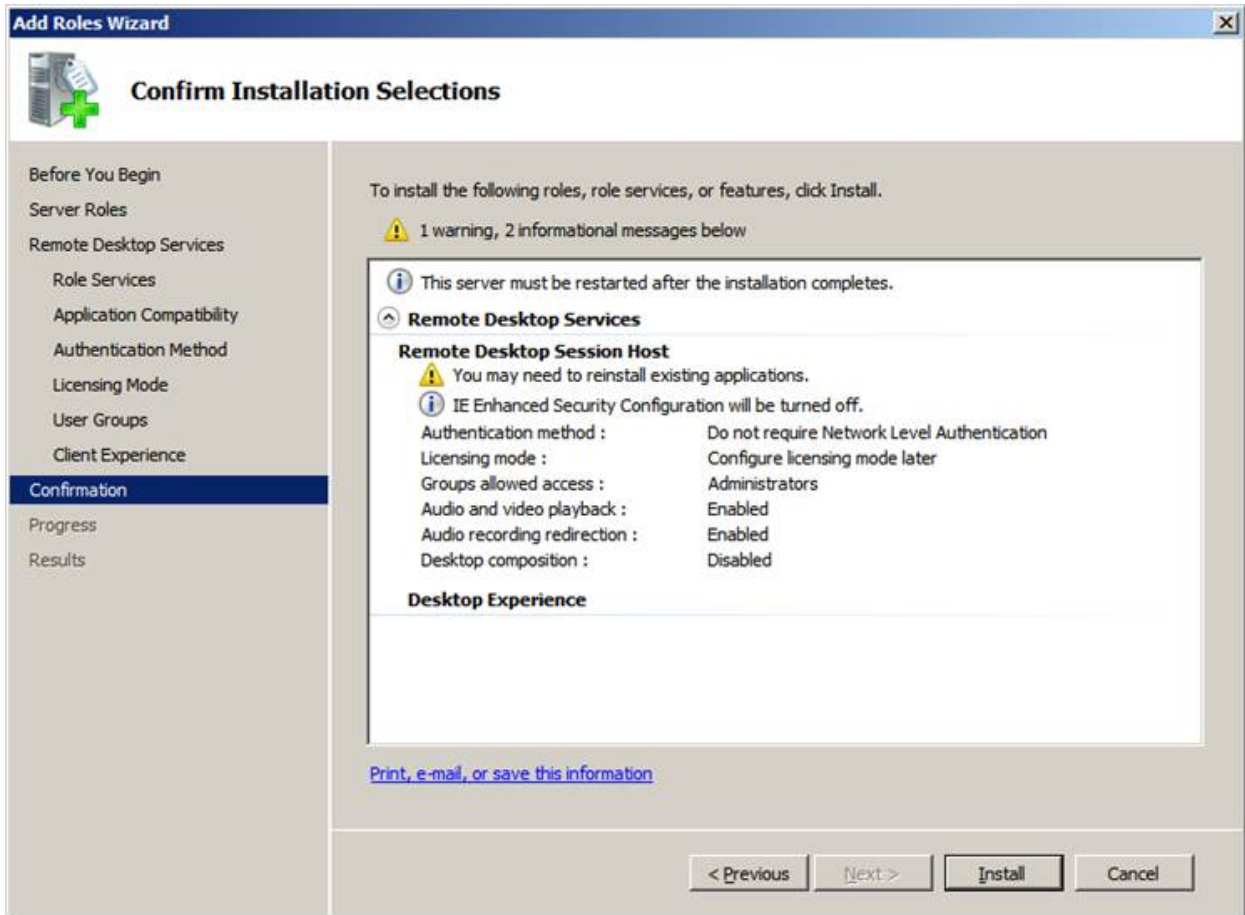 Add Roles Wizard
Confirm Installation Selections
Before You Begin
Server Roles
Remote Desktop Services
Role Services
Application Compatibility
Authentication Method
Licensing Mode
User Groups
Client Experience
Confirmation
Progress
Results
To install the following roles, role services, or features, click Install.
1 warning, 2 informational messages below
This server must be restarted after the installation completes.
Remote Desktop Services
Remote Desktop Session Host
You may need to reinstall existing applications.
IE Enhanced Security Configuration will be turned off.
Authentication method : Do not require Network Level Authentication
Licensing mode : Configure licensing mode later
Groups allowed access : Administrators
Audio and video playback : Enabled
Audio recording redirection : Enabled
Desktop composition : Disabled
Desktop Experience
Print, e-mail, or save this information
< Previous Next > Install Cancel